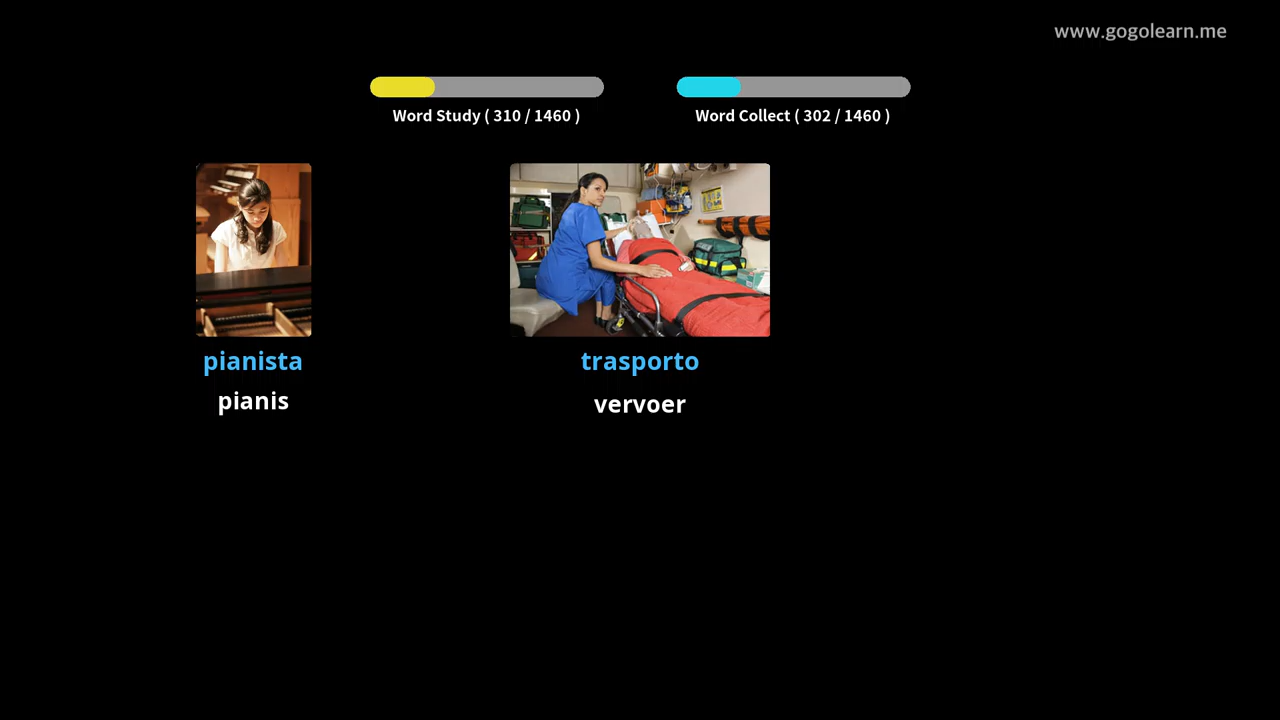 www.gogolearn.me
Word Study ( 310 / 1460 )
Word Collect ( 302 / 1460 )
pianista
trasporto
pianis
vervoer